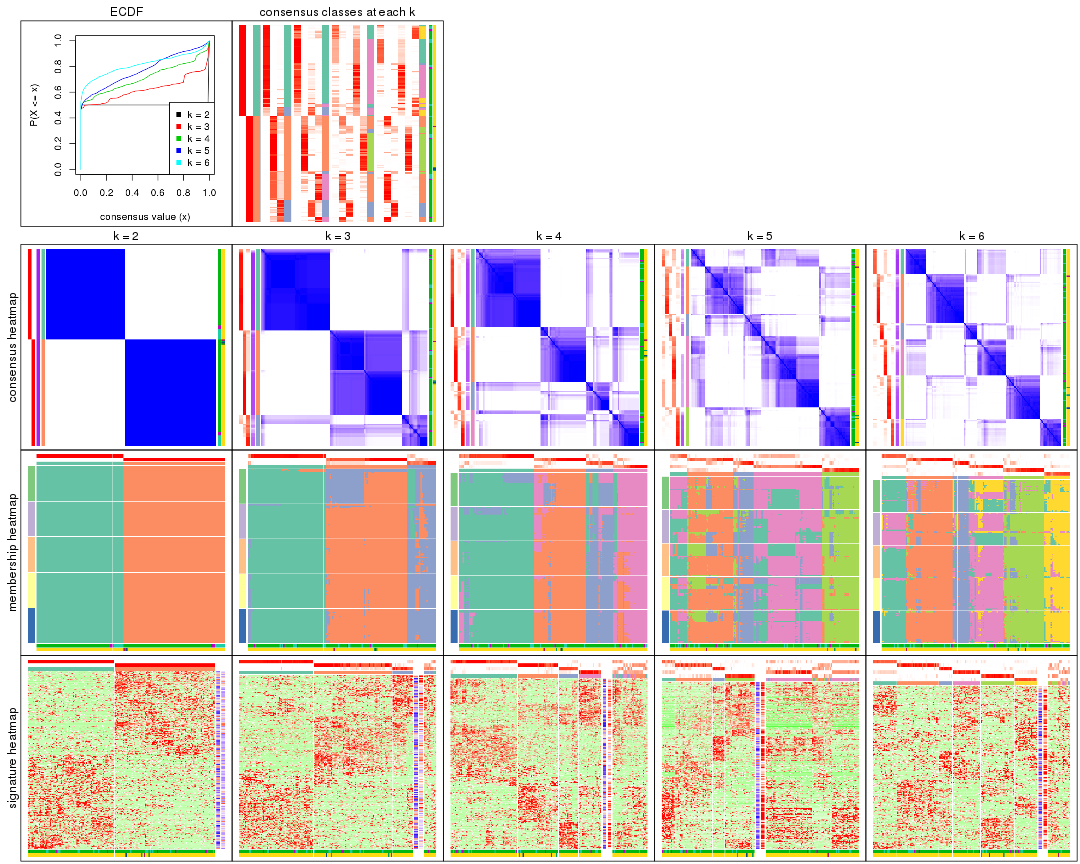 ECDF
consensus classes at each k
P(X <= x)
0.0
0.2
0.4
0.6
0.8
1.0
k = 2
k = 3
k = 4
k = 5
k = 6
0.0 0.2 0.4 0.6 0.8 1.0
consensus value (x)
k = 2
k = 3
k = 4
k = 5
k = 6
consensus heatmap
membership heatmap
signature heatmap